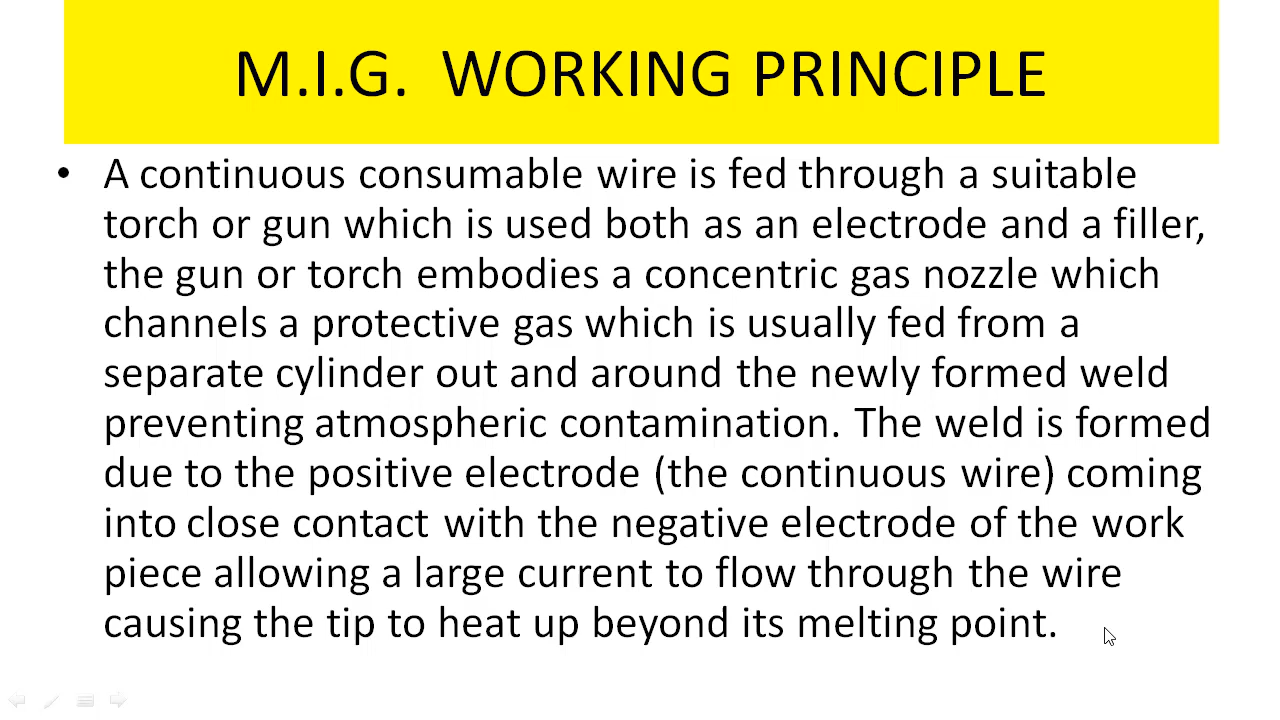 M.I.G. WORKING PRINCIPLE
• A continuous consumable wire is fed through a suitable
torch or gun which is used both as an electrode and a filler,
the gun or torch embodies a concentric gas nozzle which
channels a protective gas which is usually fed from a
separate cylinder out and around the newly formed weld
preventing atmospheric contamination. The weld is formed
due to the positive electrode (the continuous wire) coming
into close contact with the negative electrode of the work
piece allowing a large current to flow through the wire
causing the tip to heat up beyond its melting point.